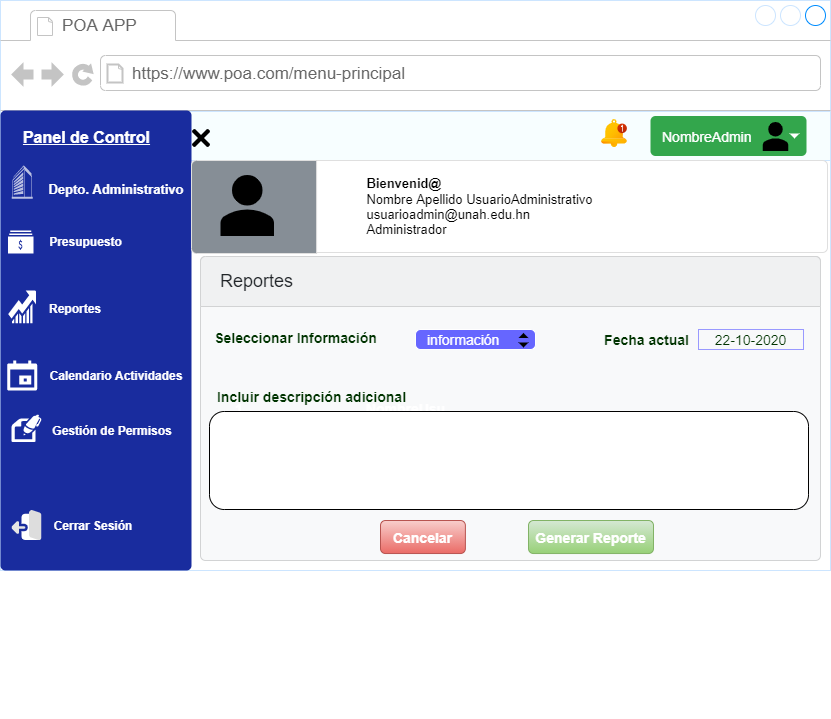 POA APP
https://www.poa.com/menu-principal
Panel de Control
1
NombreAdmin
Depto. Administrativo
Bienvenid@
Nombre Apellido UsuarioAdministrativo
usuarioadmin@unah.edu.hn
Administrador
$
Presupuesto
Reportes
Reportes
Seleccionar Información
información
Fecha actual
22-10-2020
Calendario Actividades
Incluir descripción adicional
Gestión de Permisos
Cerrar Sesión
Cancelar
Generar Reporte